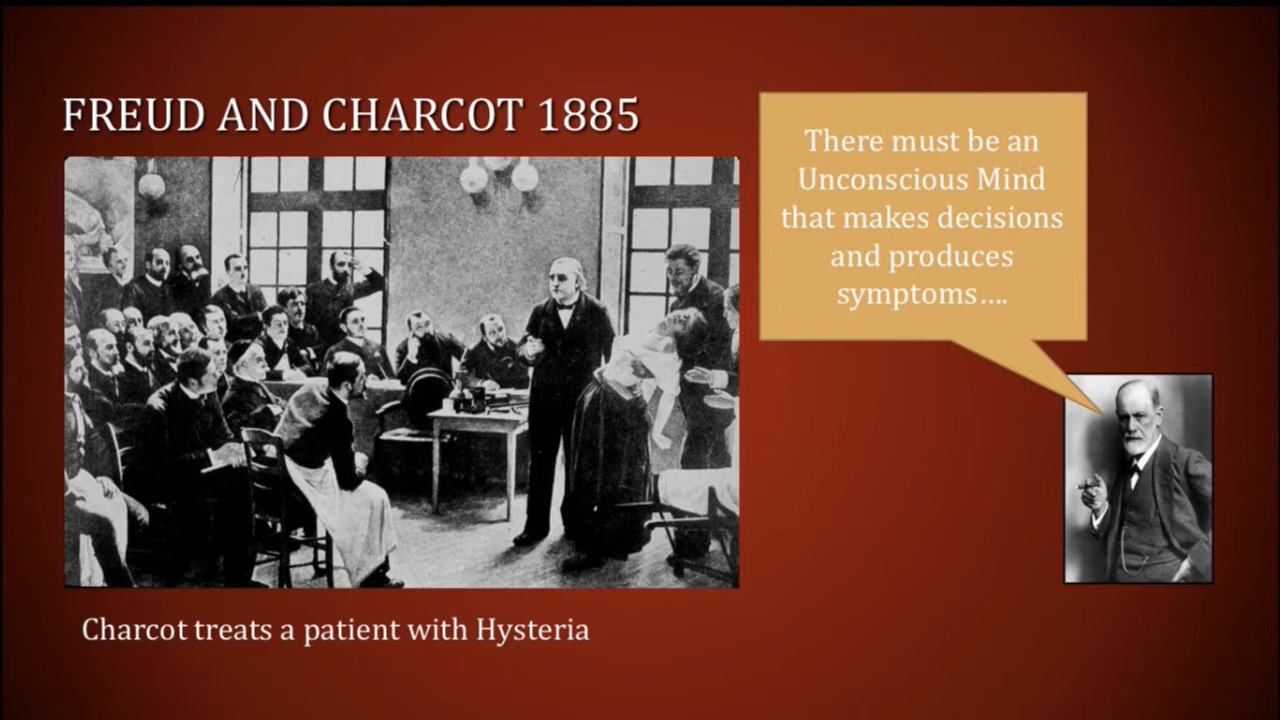 FREUD AND CHARCOT 1885
There must be an
Unconscious Mind
that makes decisions
and produces
symptoms....
Charcot treats a patient with Hysteria